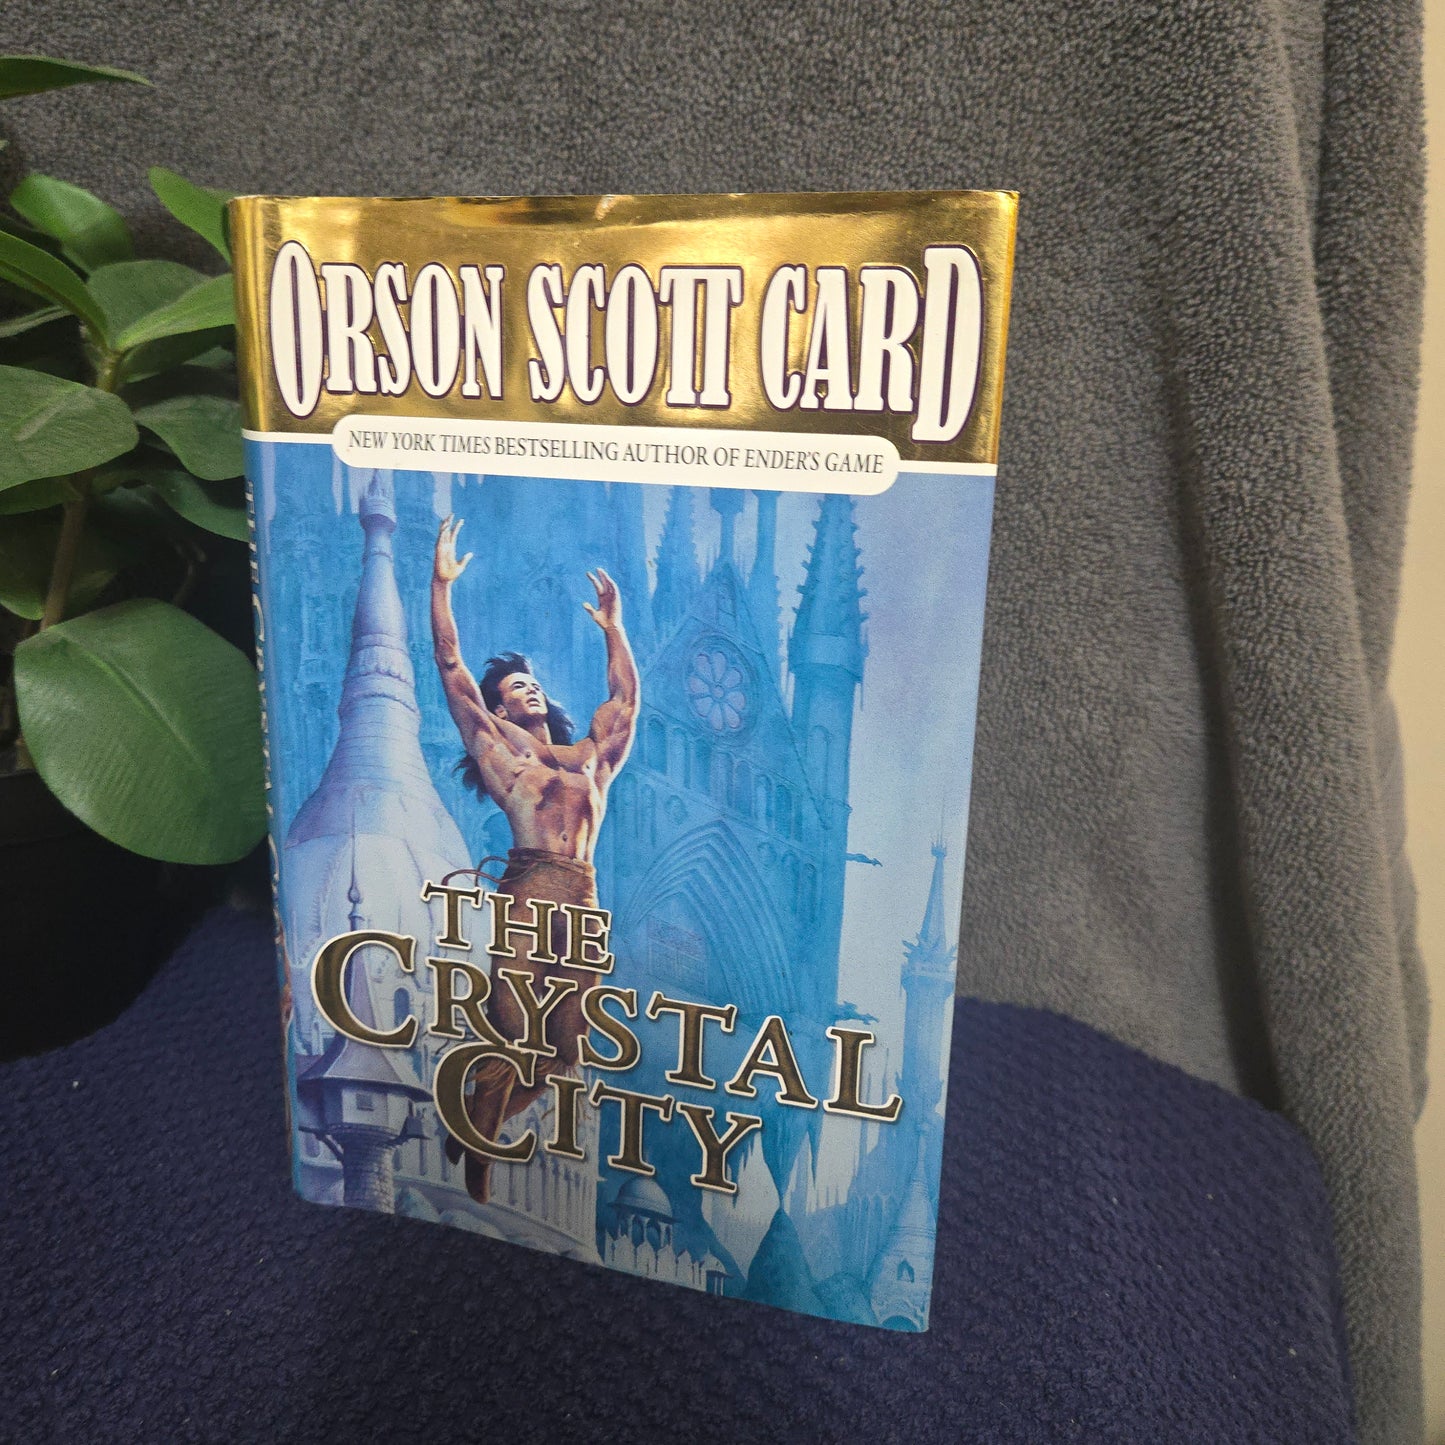 ORSON SCOTT CARD
NEW YORK TIMES BESTSELLING AUTHOR OF ENDER'S GAME
THE
CRYSTAL
CITY